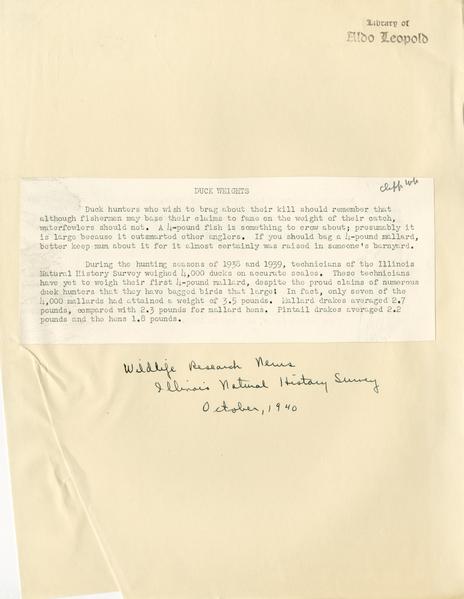 Library of
Aldo Leopold
DUCK WEIGHTS
Duck hunters who wish to brag about their kill should remember that
although fishermen may base their claims to fame on the weight of their catch,
waterfowlers should not. A 4-pound fish is something to crow about; presumably it
is large because it outsmarted other anglers. If you should bag a 4-pound mallard,
better keep mum about it for it almost certainly was raised in someone's barnyard.
During the hunting seasons of 1938 and 1939, technicians of the Illinois
Natural History Survey weighed 4,000 ducks on accurate scales. These technicians
have yet to weigh their first 4-pound mallard, despite the proud claims of numerous
duck hunters that they have bagged birds that large! In fact, only seven of the
4,000 mallards had attained a weight of 3.5 pounds. Mallard drakes averaged 2.7
pounds, compared with 2.3 pounds for mallard hens. Pintail drakes averaged 2.2
pounds and the hens 1.8 pounds.
Wildlife Research News
Illinois Natural History Survey
October, 1940